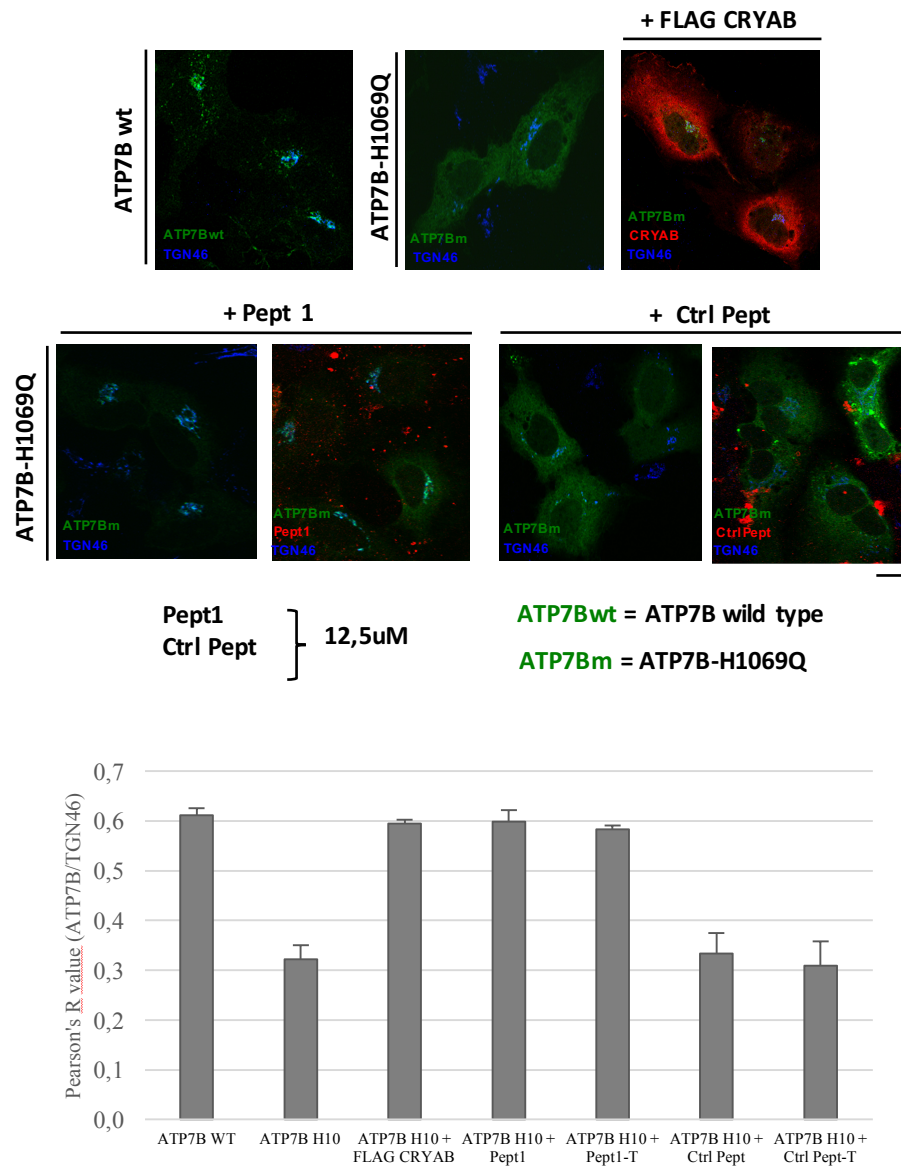 + FLAG CRYAB
ATP7B wt
ATP7Bwt
TGN46
ATP7B-H1069Q
ATP7Bm
TGN46
ATP7Bm
CRYAB
TGN46
+ Pept 1
+ Ctrl Pept
ATP7B-H1069Q
ATP7Bm
TGN46
ATP7Bm
Pept1
TGN46
ATP7Bm
TGN46
ATP7Bm
CtrlPept
TGN46
Pept1
Ctrl Pept
12,5uM
ATP7Bwt = ATP7B wild type
ATP7Bm = ATP7B-H1069Q
Pearson's R value (ATP7B/TGN46)
0,7
0,6
0,5
0,4
0,3
0,2
0,1
0,0
ATP7B WT
ATP7B H10
ATP7B H10 +
FLAG CRYAB
ATP7B H10 +
Pept1
ATP7B H10 +
Pept1-T
ATP7B H10 +
Ctrl Pept
ATP7B H10 +
Ctrl Pept-T